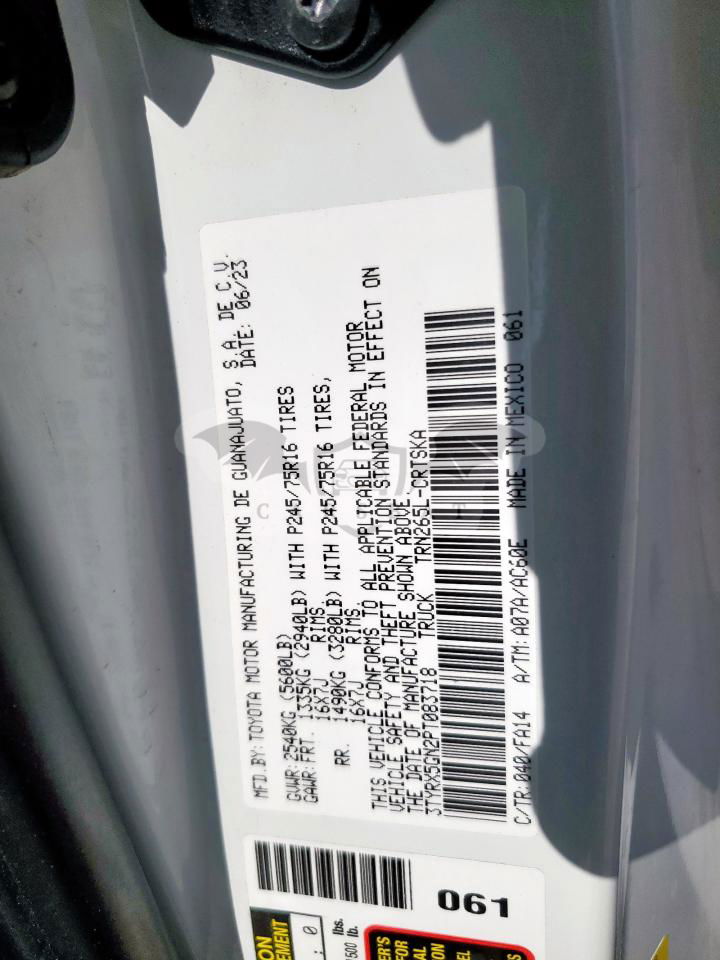 MFD. BY: TOYOTA MOTOR MANUFACTURING DE GUANAJUATO, S.A. DE C.V.
DATE: 06/23
GVWR: 2540KG (5600LB)
GAWR: FRT. 1335KG (2940LB) WITH P245/75R16 TIRES
16X7J RIMS.
RR. 1490KG (3280LB) WITH P245/75R16 TIRES,
16X7J RIMS.
THIS VEHICLE CONFORMS TO ALL APPLICABLE FEDERAL MOTOR
VEHICLE SAFETY AND THEFT PREVENTION STANDARDS IN EFFECT ON
THE DATE OF MANUFACTURE SHOWN ABOVE.
3TYRX5GN2PT083718 TRUCK TRN265L-CRTSKA
C/TR:040/FA14 A/TM:A07A/AC60E MADE IN MEXICO 061
C S T
061
lbs.